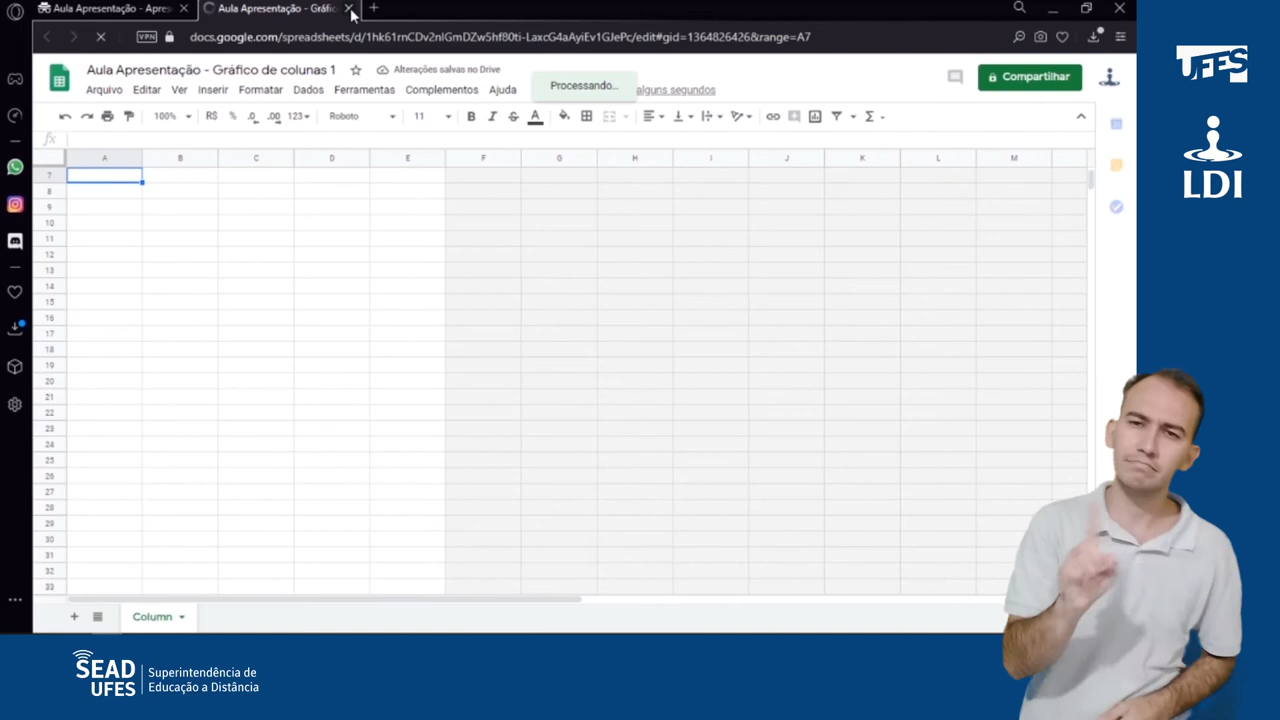 Aula Apresentação - Apres
Aula Apresentação - Gráfic
VPN
docs.google.com/spreadsheets/d/1hk61rnCDv2nlGmDZw5hf80ti-LaxcG4aAyiEv1GJePc/edit#gid=1364826426&range=A7
Aula Apresentação - Gráfico de colunas 1
Alterações salvas no Drive
Processando...
alguns segundos
Compartilhar
Arquivo Editar Ver Inserir Formatar Dados Ferramentas Complementos Ajuda
100% R$ % .0 .00 123 Roboto 11 B I S A
fx
A B C D E F G H I J K L M
7
8
9
10
11
12
13
14
15
16
17
18
19
20
21
22
23
24
25
26
27
28
29
30
31
32
33
+ Column
UFES
LDI
SEAD
UFES
Superintendência de
Educação a Distância